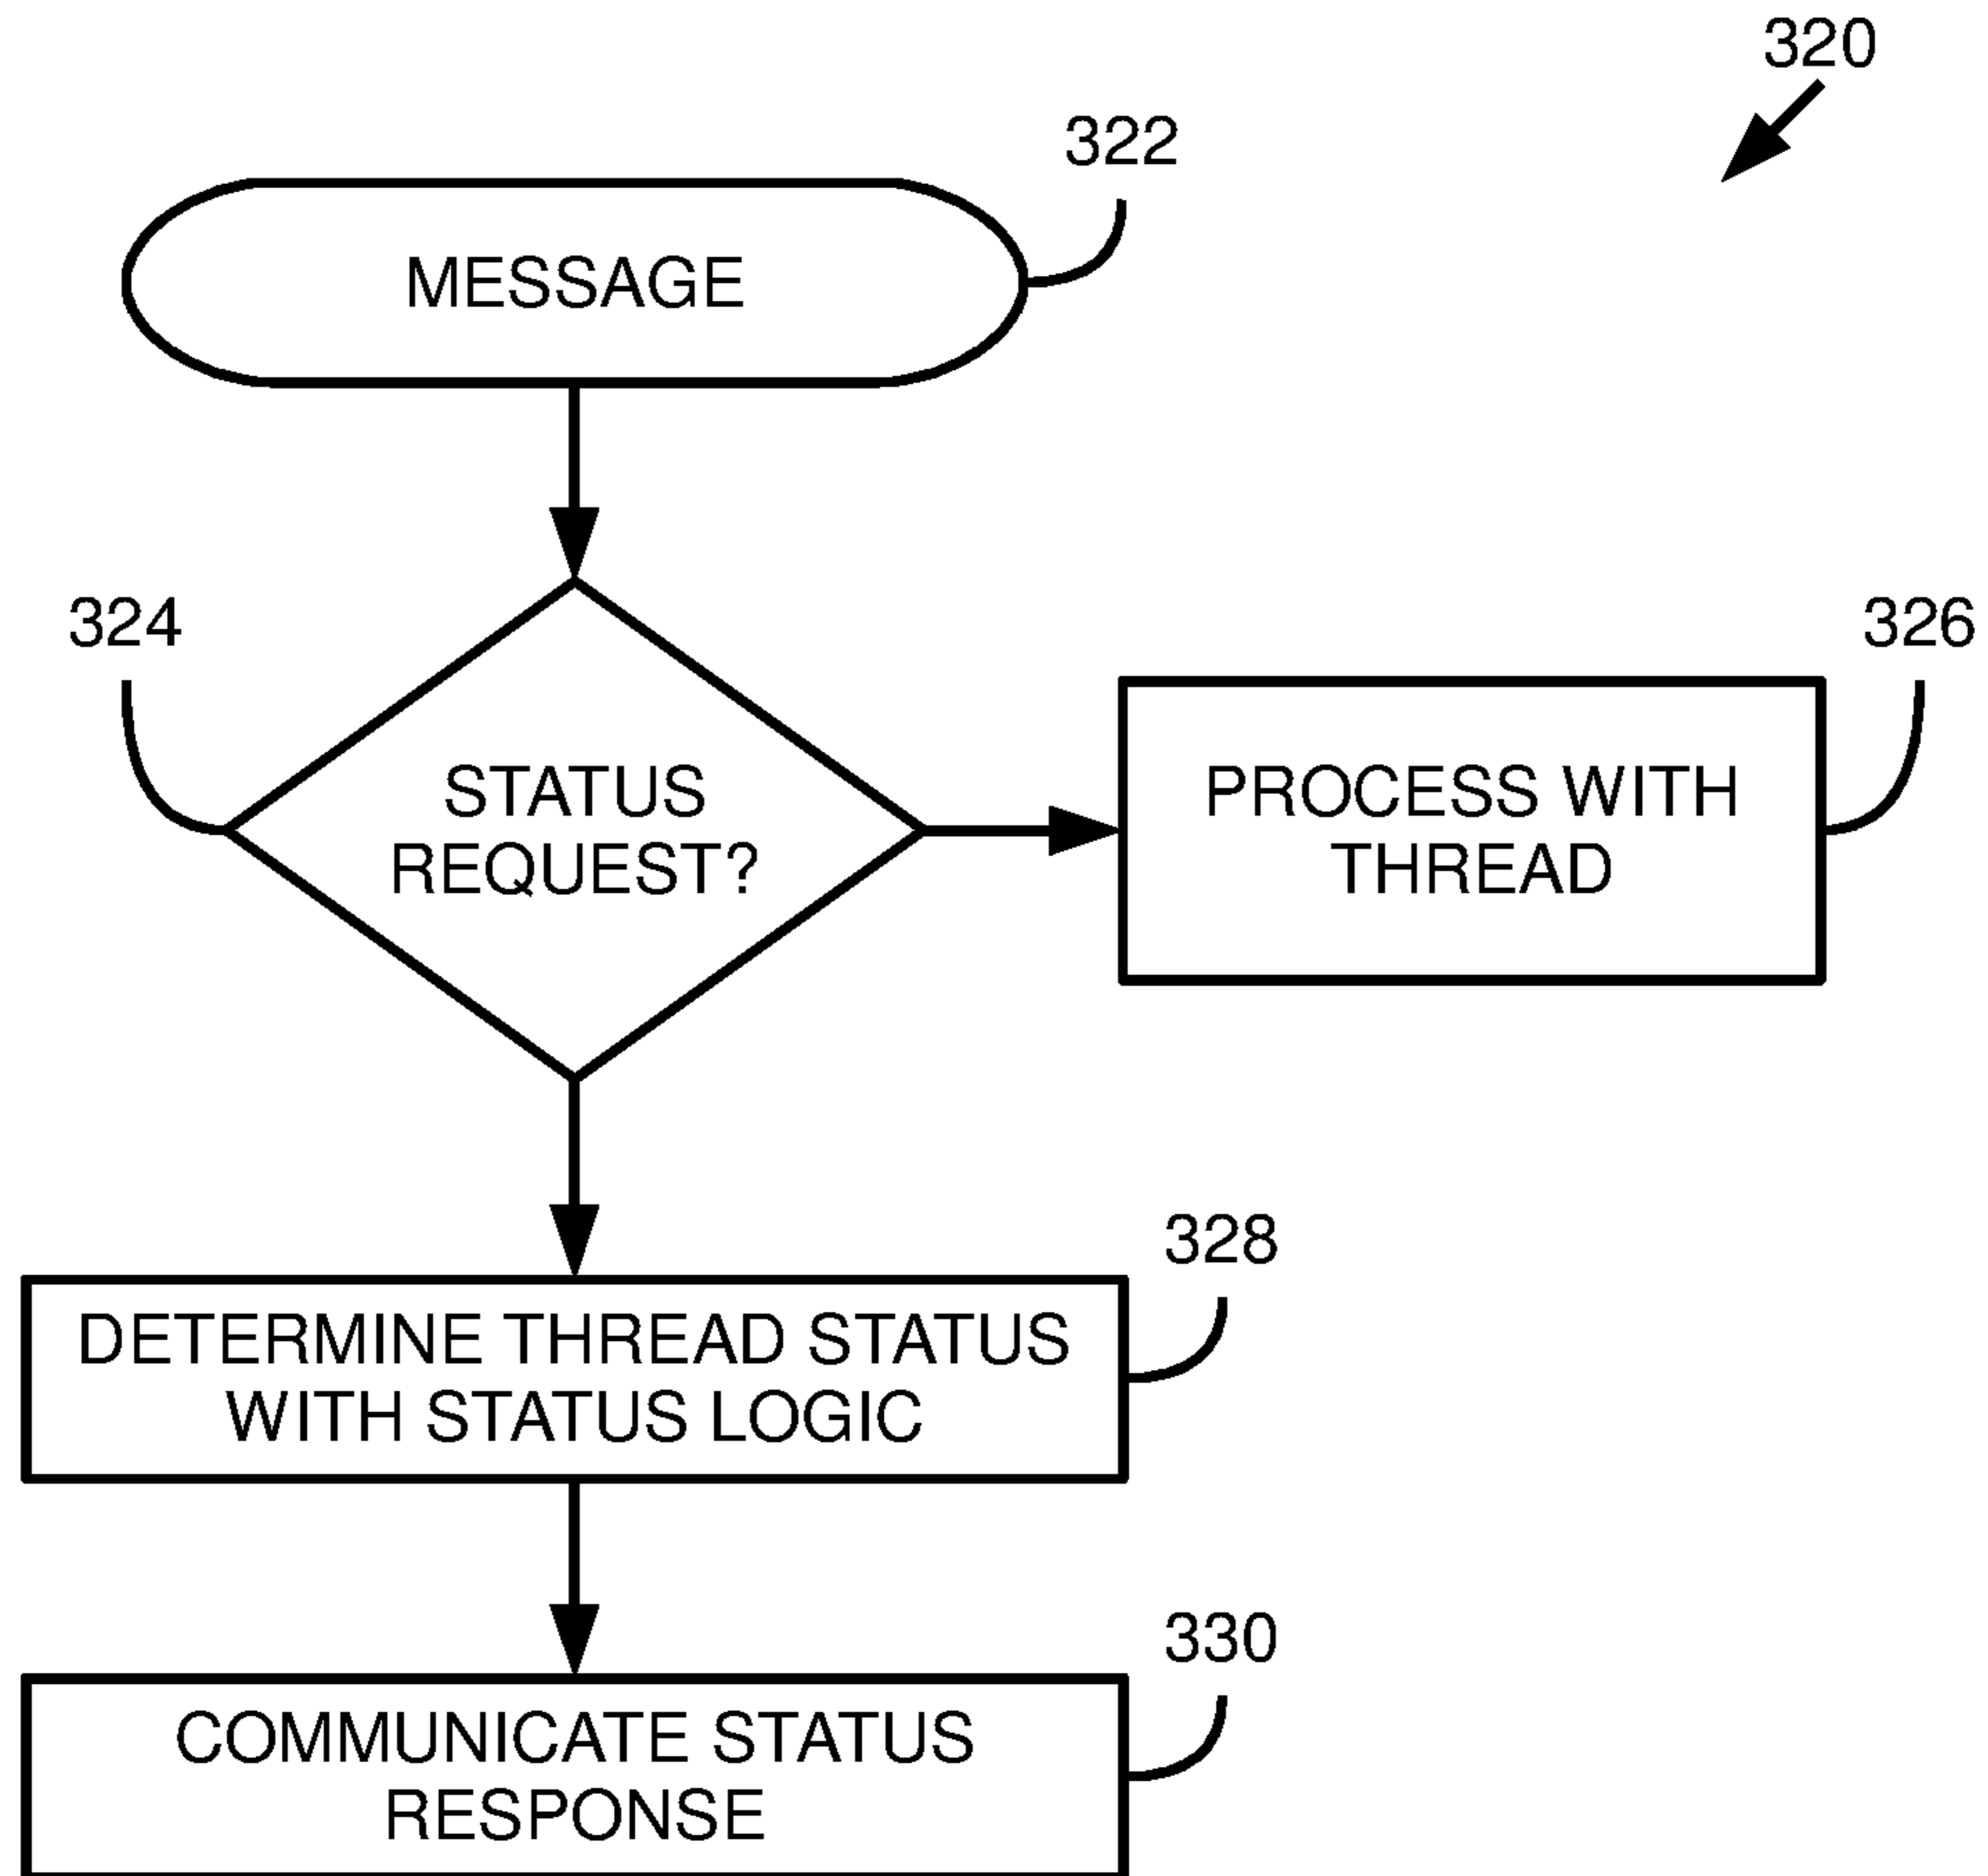 320
322
MESSAGE
324
326
STATUS
REQUEST?
PROCESS WITH
THREAD
328
DETERMINE THREAD STATUS
WITH STATUS LOGIC
330
COMMUNICATE STATUS
RESPONSE